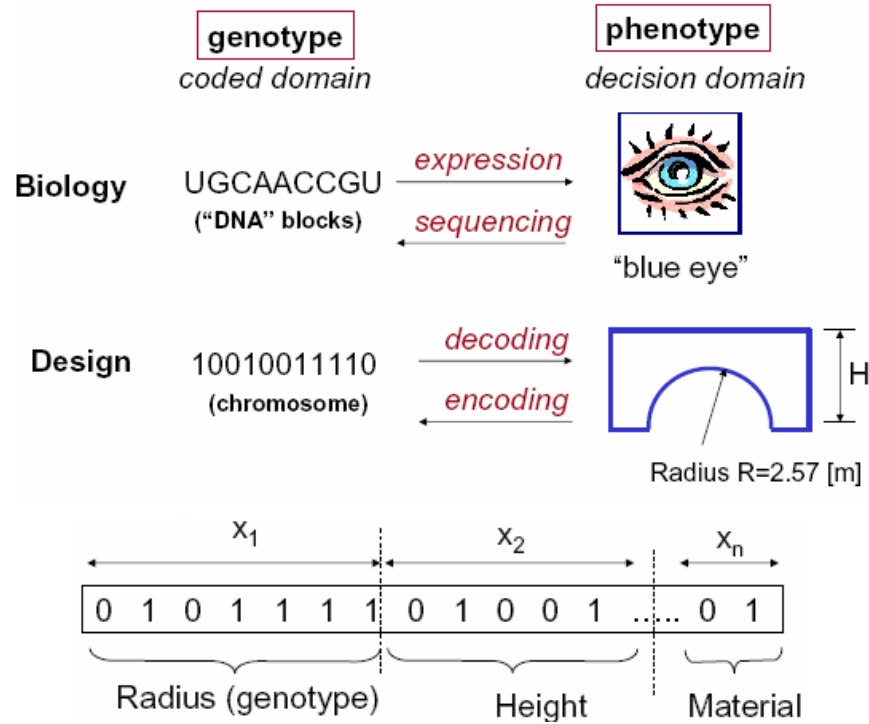 genotype phenotype
coded domain decision domain
Biology UGCAACCGU expression
("DNA" blocks) sequencing
“blue eye”
Design 10010011110 decoding
(chromosome) encoding
H
Radius R=2.57 [m]
x1 x2 xn
0 1 0 1 1 1 1 1 0 1 0 0 1 ..... 0 1
Radius (genotype) Height Material